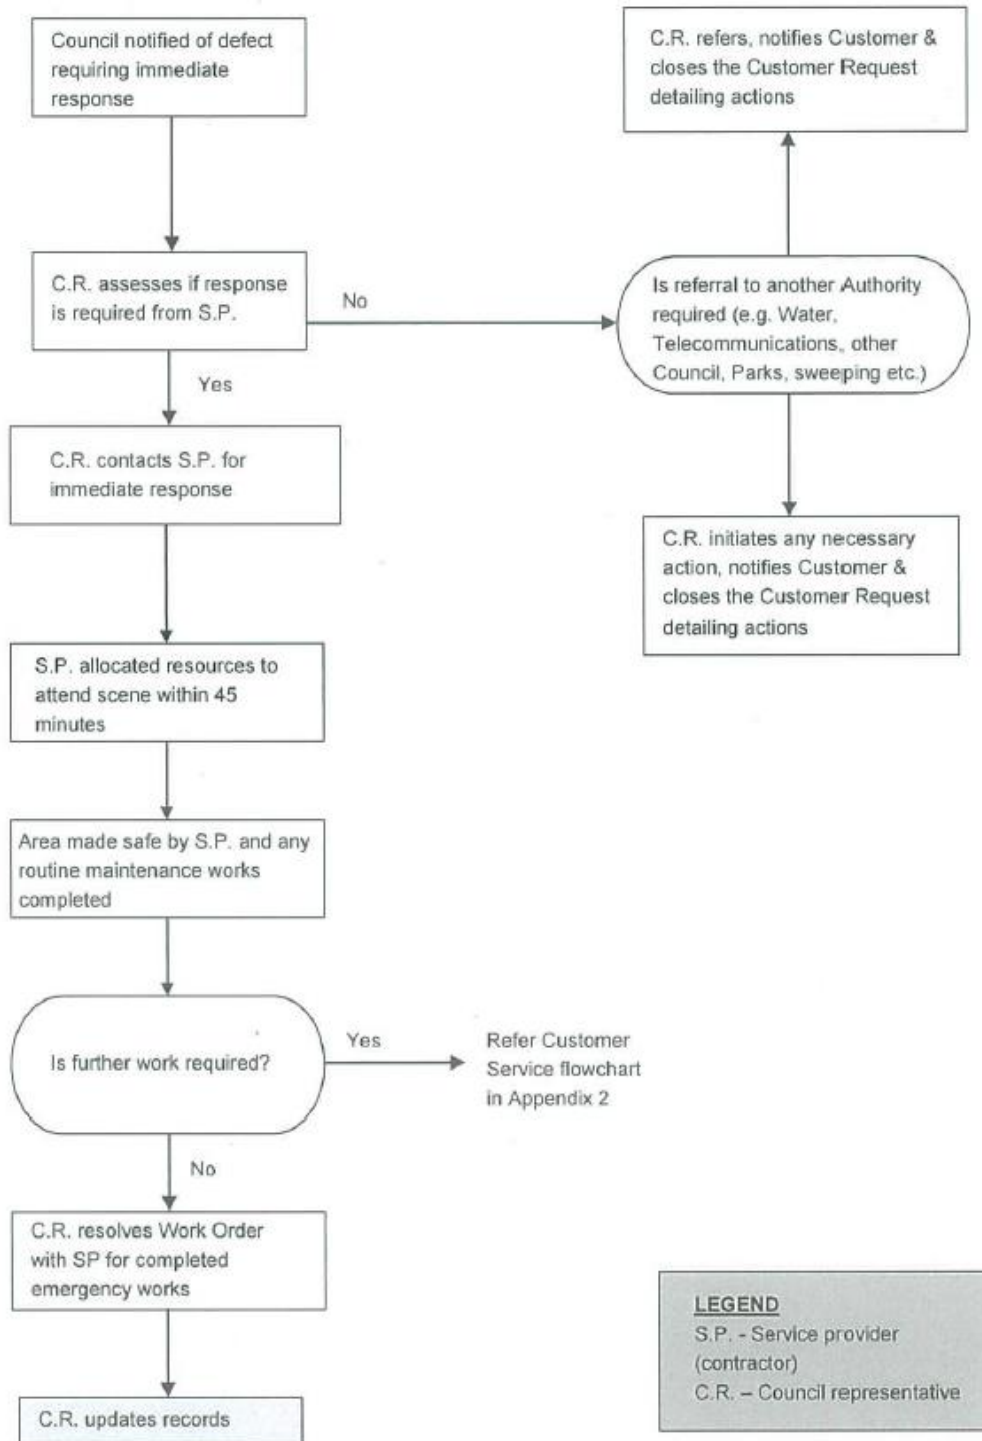 Council notified of defect
requiring immediate
response
C.R. refers, notifies Customer &
closes the Customer Request
detailing actions
C.R. assesses if response
is required from S.P.
No
Is referral to another Authority
required (e.g. Water,
Telecommunications, other
Council, Parks, sweeping etc.)
Yes
C.R. contacts S.P. for
immediate response
C.R. initiates any necessary
action, notifies Customer &
closes the Customer Request
detailing actions
S.P. allocated resources to
attend scene within 45
minutes
Area made safe by S.P. and any
routine maintenance works
completed
Is further work required?
Yes
Refer Customer
Service flowchart
in Appendix 2
No
C.R. resolves Work Order
with SP for completed
emergency works
C.R. updates records
LEGEND
S.P. - Service provider
(contractor)
C.R. – Council representative